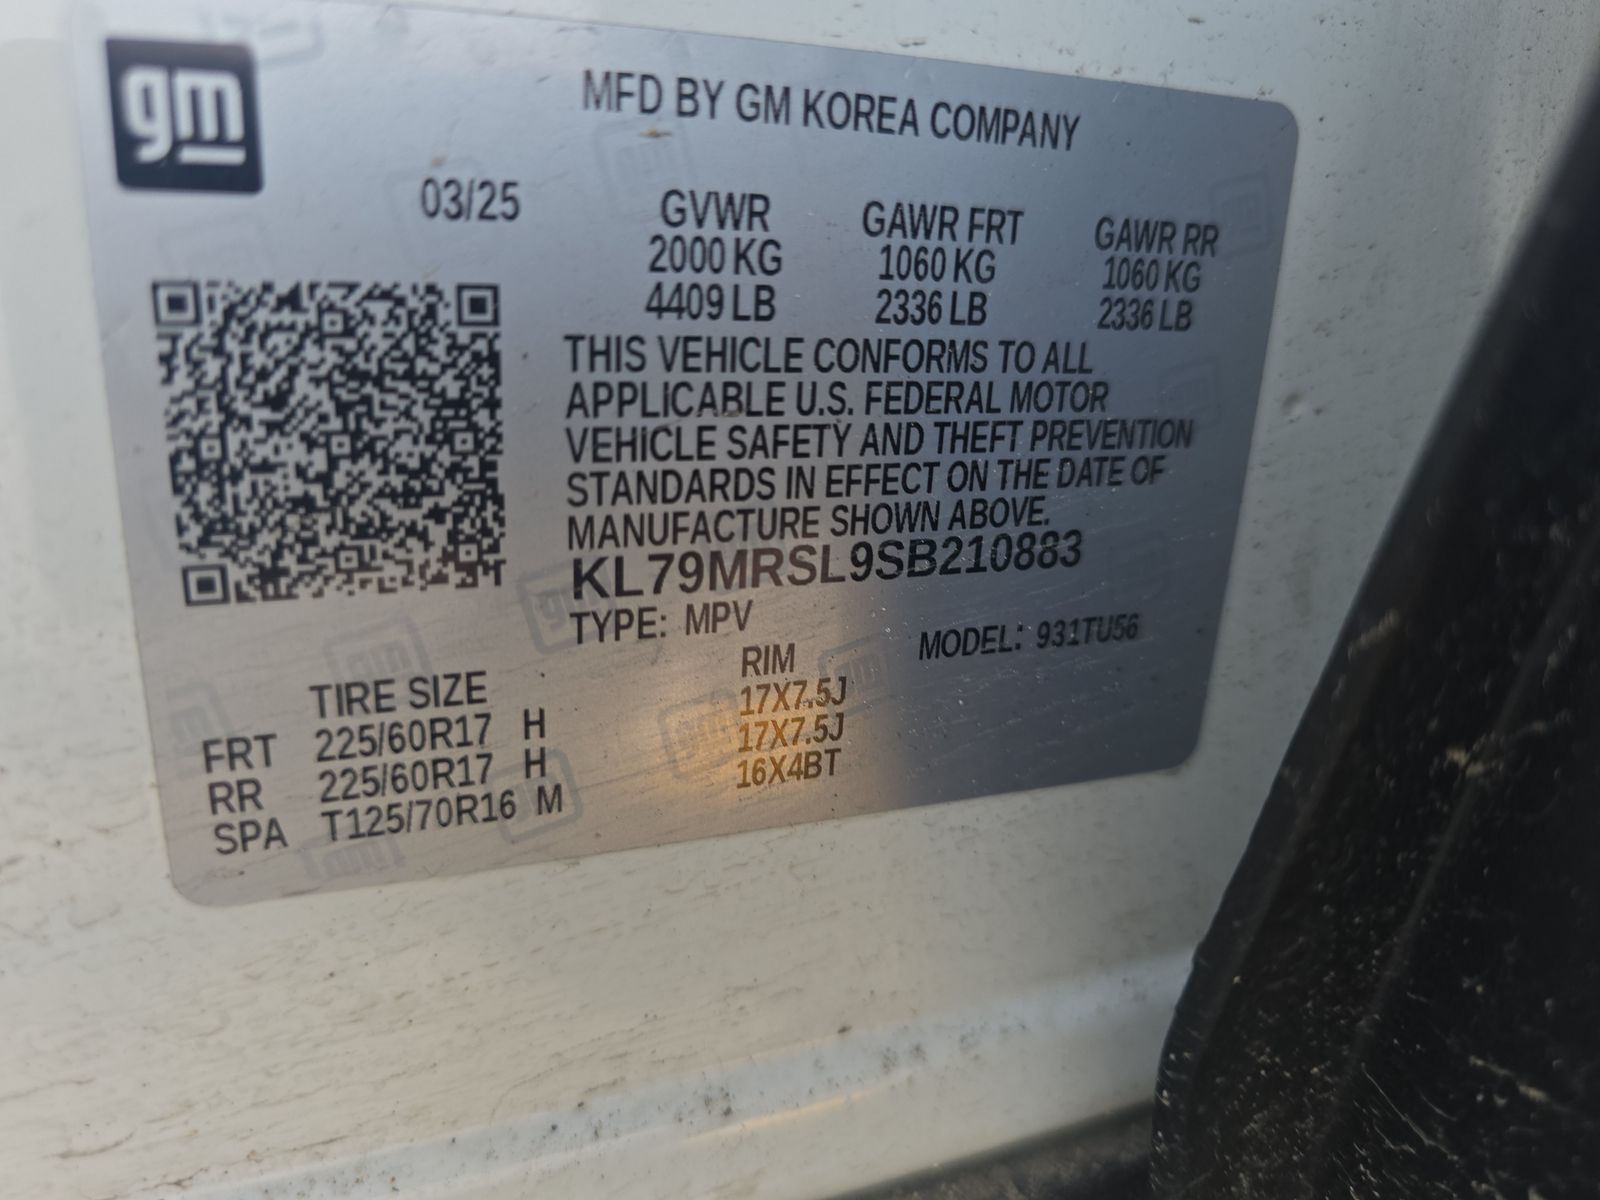 gm
MFD BY GM KOREA COMPANY
03/25
GVWR GAWR FRT GAWR RR
2000 KG 1060 KG 1060 KG
4409 LB 2336 LB 2336 LB
THIS VEHICLE CONFORMS TO ALL
APPLICABLE U.S. FEDERAL MOTOR
VEHICLE SAFETY AND THEFT PREVENTION
STANDARDS IN EFFECT ON THE DATE OF
MANUFACTURE SHOWN ABOVE.
KL79MRSL9SB210883
TYPE: MPV MODEL: 931TU56
TIRE SIZE RIM
FRT 225/60R17 H 17X7.5J
RR 225/60R17 H 17X7.5J
SPA T125/70R16 M 16X4BT